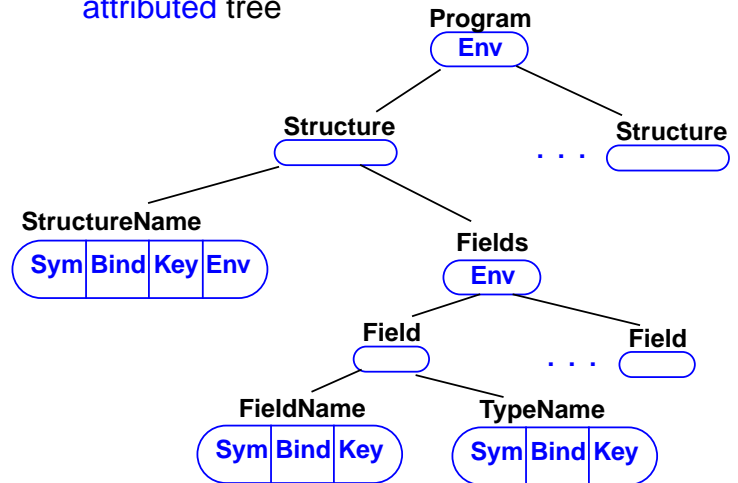 attributed tree
Program
Env
Structure
Structure
. . .
StructureName
Sym Bind Key Env
Fields
Env
Field
Field
. . .
FieldName
TypeName
Sym Bind Key
Sym Bind Key